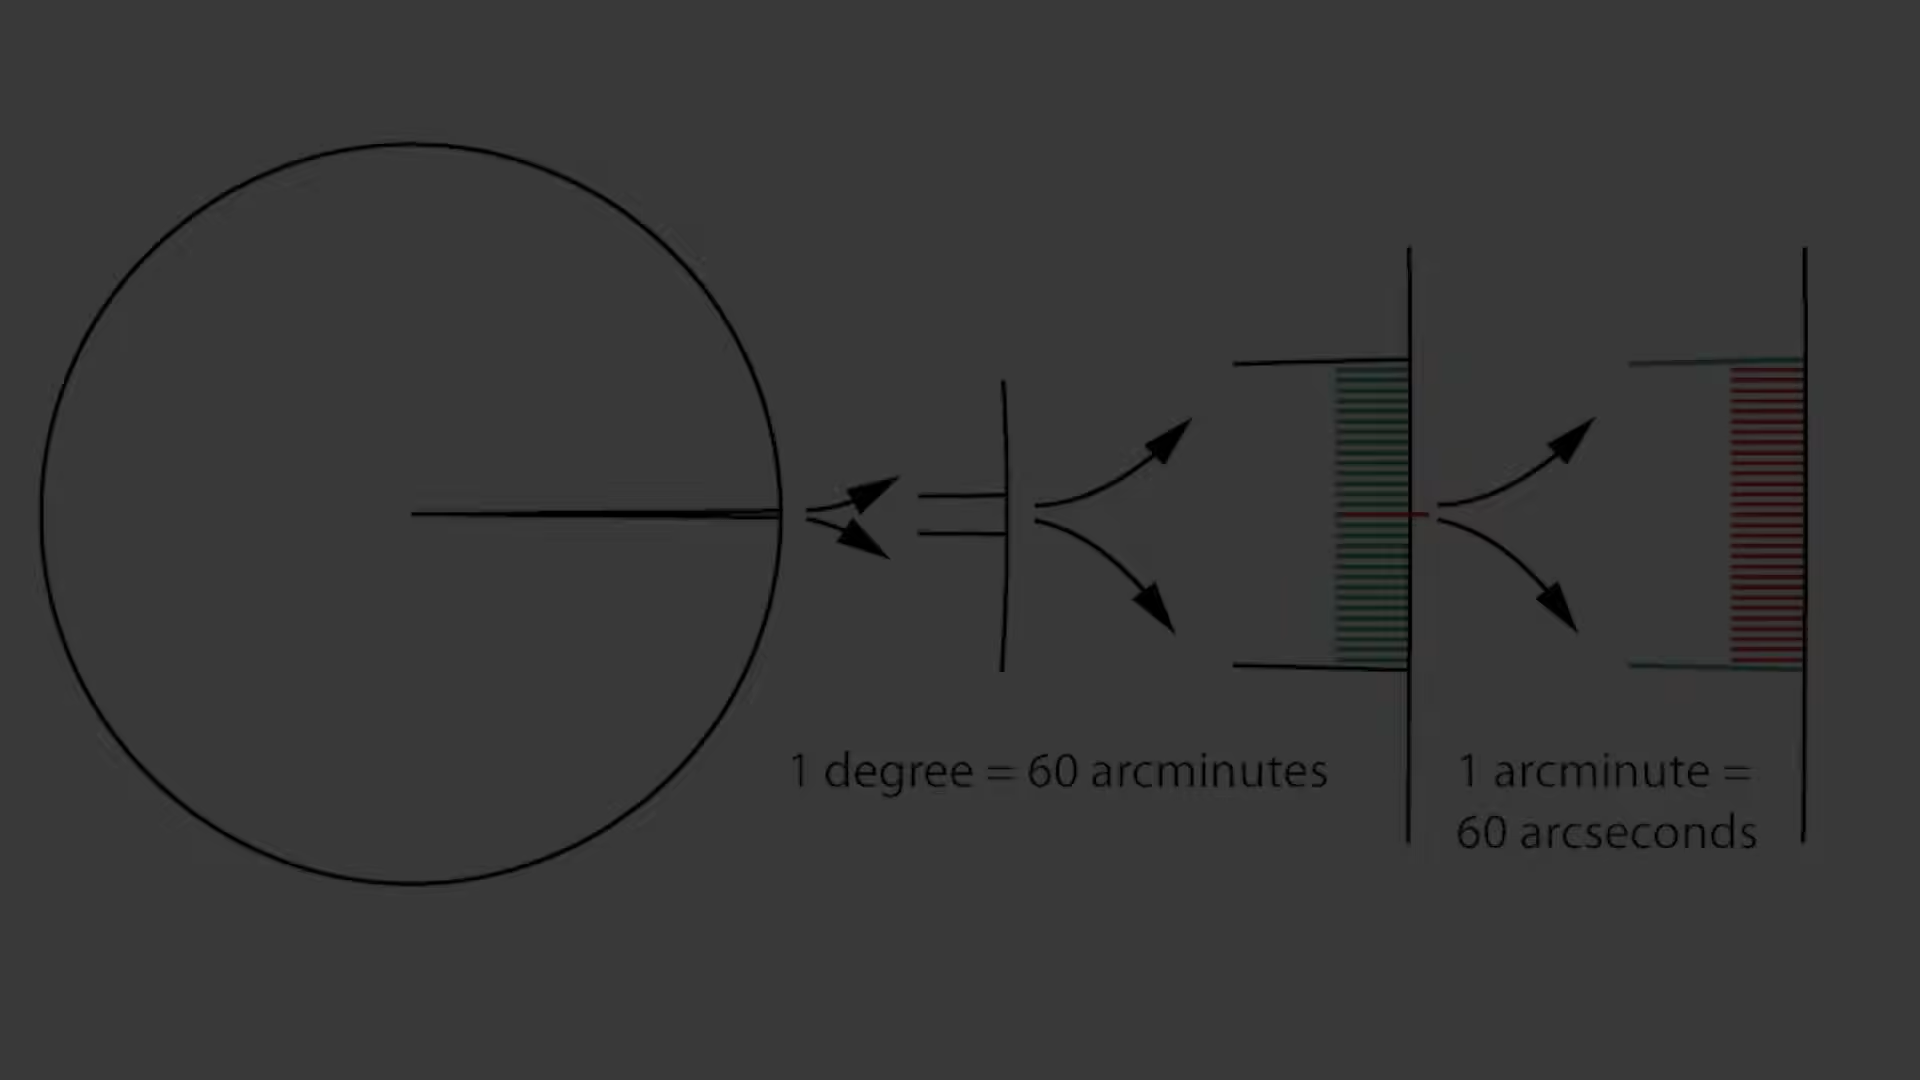 1 degree = 60 arcminutes
1 arcminute =
60 arcseconds